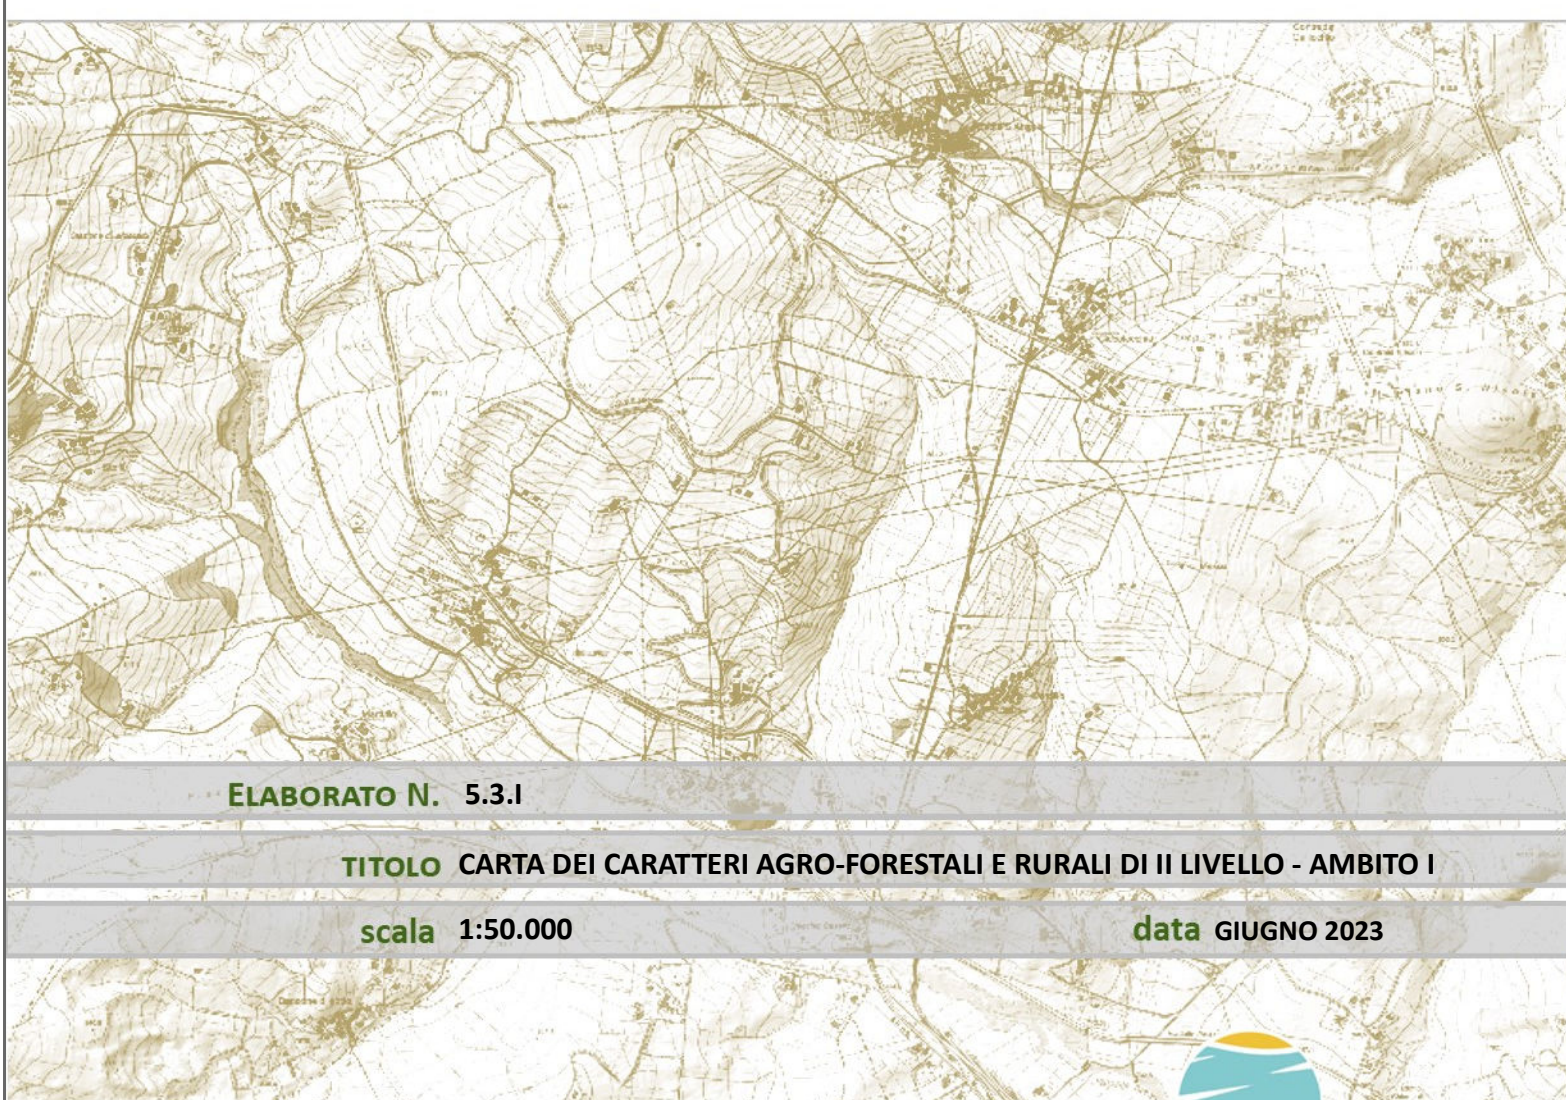 ELABORATO N. 5.3.I
TITOLO CARTA DEI CARATTERI AGRO-FORESTALI E RURALI DI II LIVELLO - AMBITO I
scala 1:50.000 data GIUGNO 2023